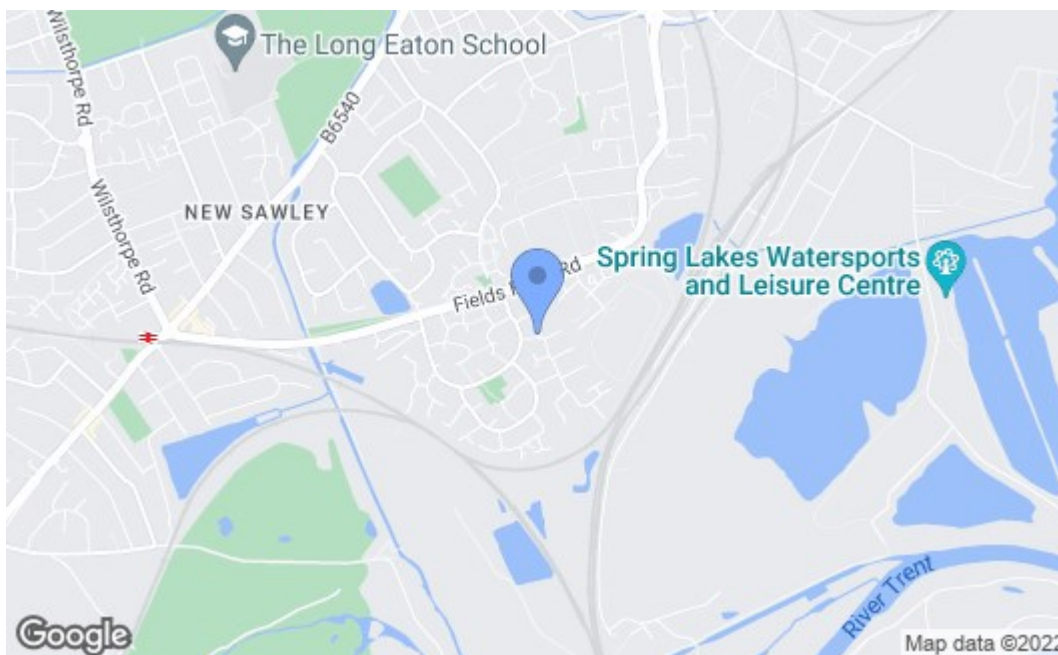 Wilsthorpe Rd
The Long Eaton School
B6540
Wilsthorpe Rd
NEW SAWLEY
Fields
Rd
Spring Lakes Watersports
and Leisure Centre
River Trent
Google
Map data ©2022